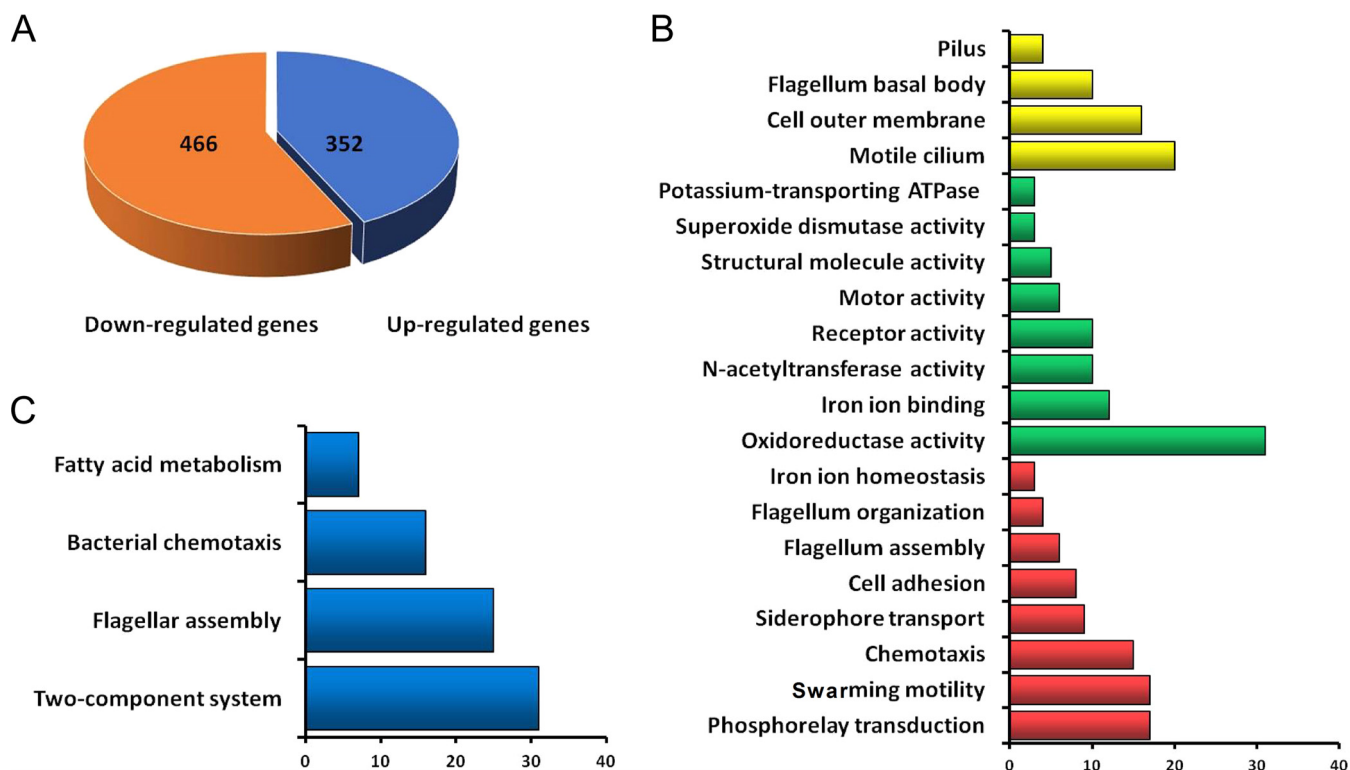 A
466
352
Down-regulated genes
Up-regulated genes
B
Pilus
Flagellum basal body
Cell outer membrane
Motile cilium
Potassium-transporting ATPase
Superoxide dismutase activity
Structural molecule activity
Motor activity
Receptor activity
N-acetyltransferase activity
Iron ion binding
Oxidoreductase activity
Iron ion homeostasis
Flagellum organization
Flagellum assembly
Cell adhesion
Siderophore transport
Chemotaxis
Swarming motility
Phosphorelay transduction
0 10 20 30 40
C
Fatty acid metabolism
Bacterial chemotaxis
Flagellar assembly
Two-component system
0 10 20 30 40